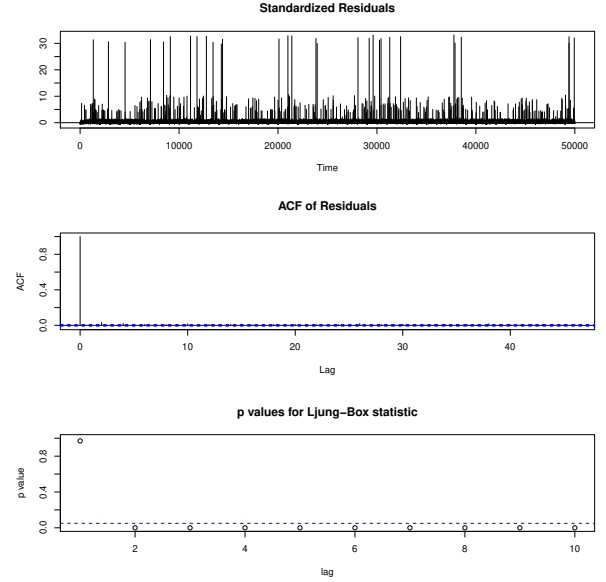 Standardized Residuals
0 10 20 30
0 10000 20000 30000 40000 50000
Time
ACF of Residuals
ACF
0.0 0.4 0.8
0 10 20 30 40
Lag
p values for Ljung−Box statistic
p value
0.0 0.4 0.8
2 4 6 8 10
lag